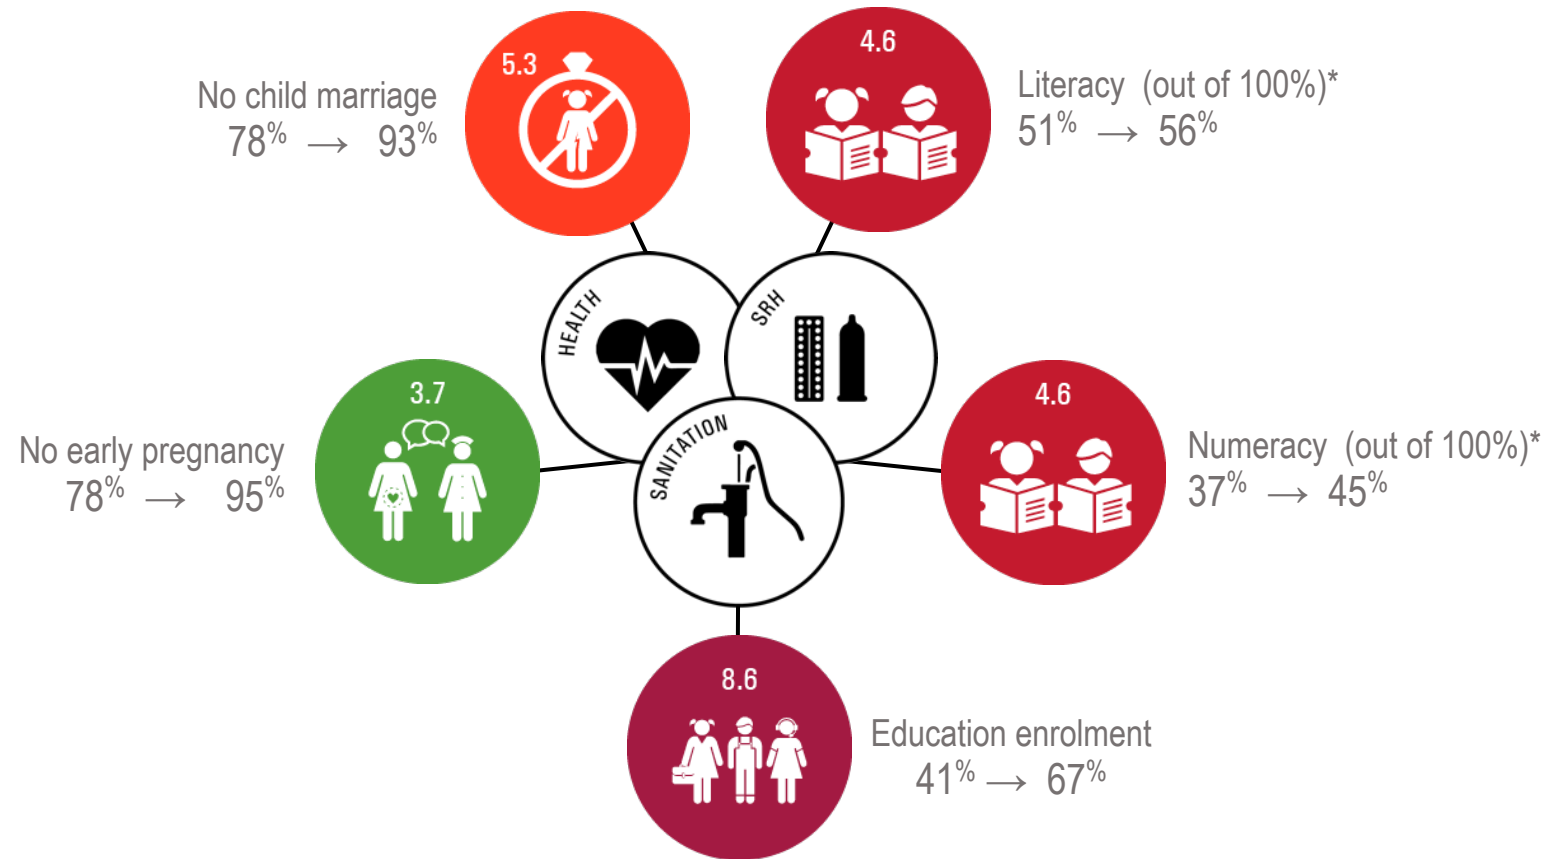 5.3
No child marriage
78% → 93%
4.6
Literacy (out of 100%)*
51% → 56%
HEALTH
SRH
SANITATION
3.7
No early pregnancy
78% → 95%
4.6
Numeracy (out of 100%)*
37% → 45%
8.6
Education enrolment
41% → 67%